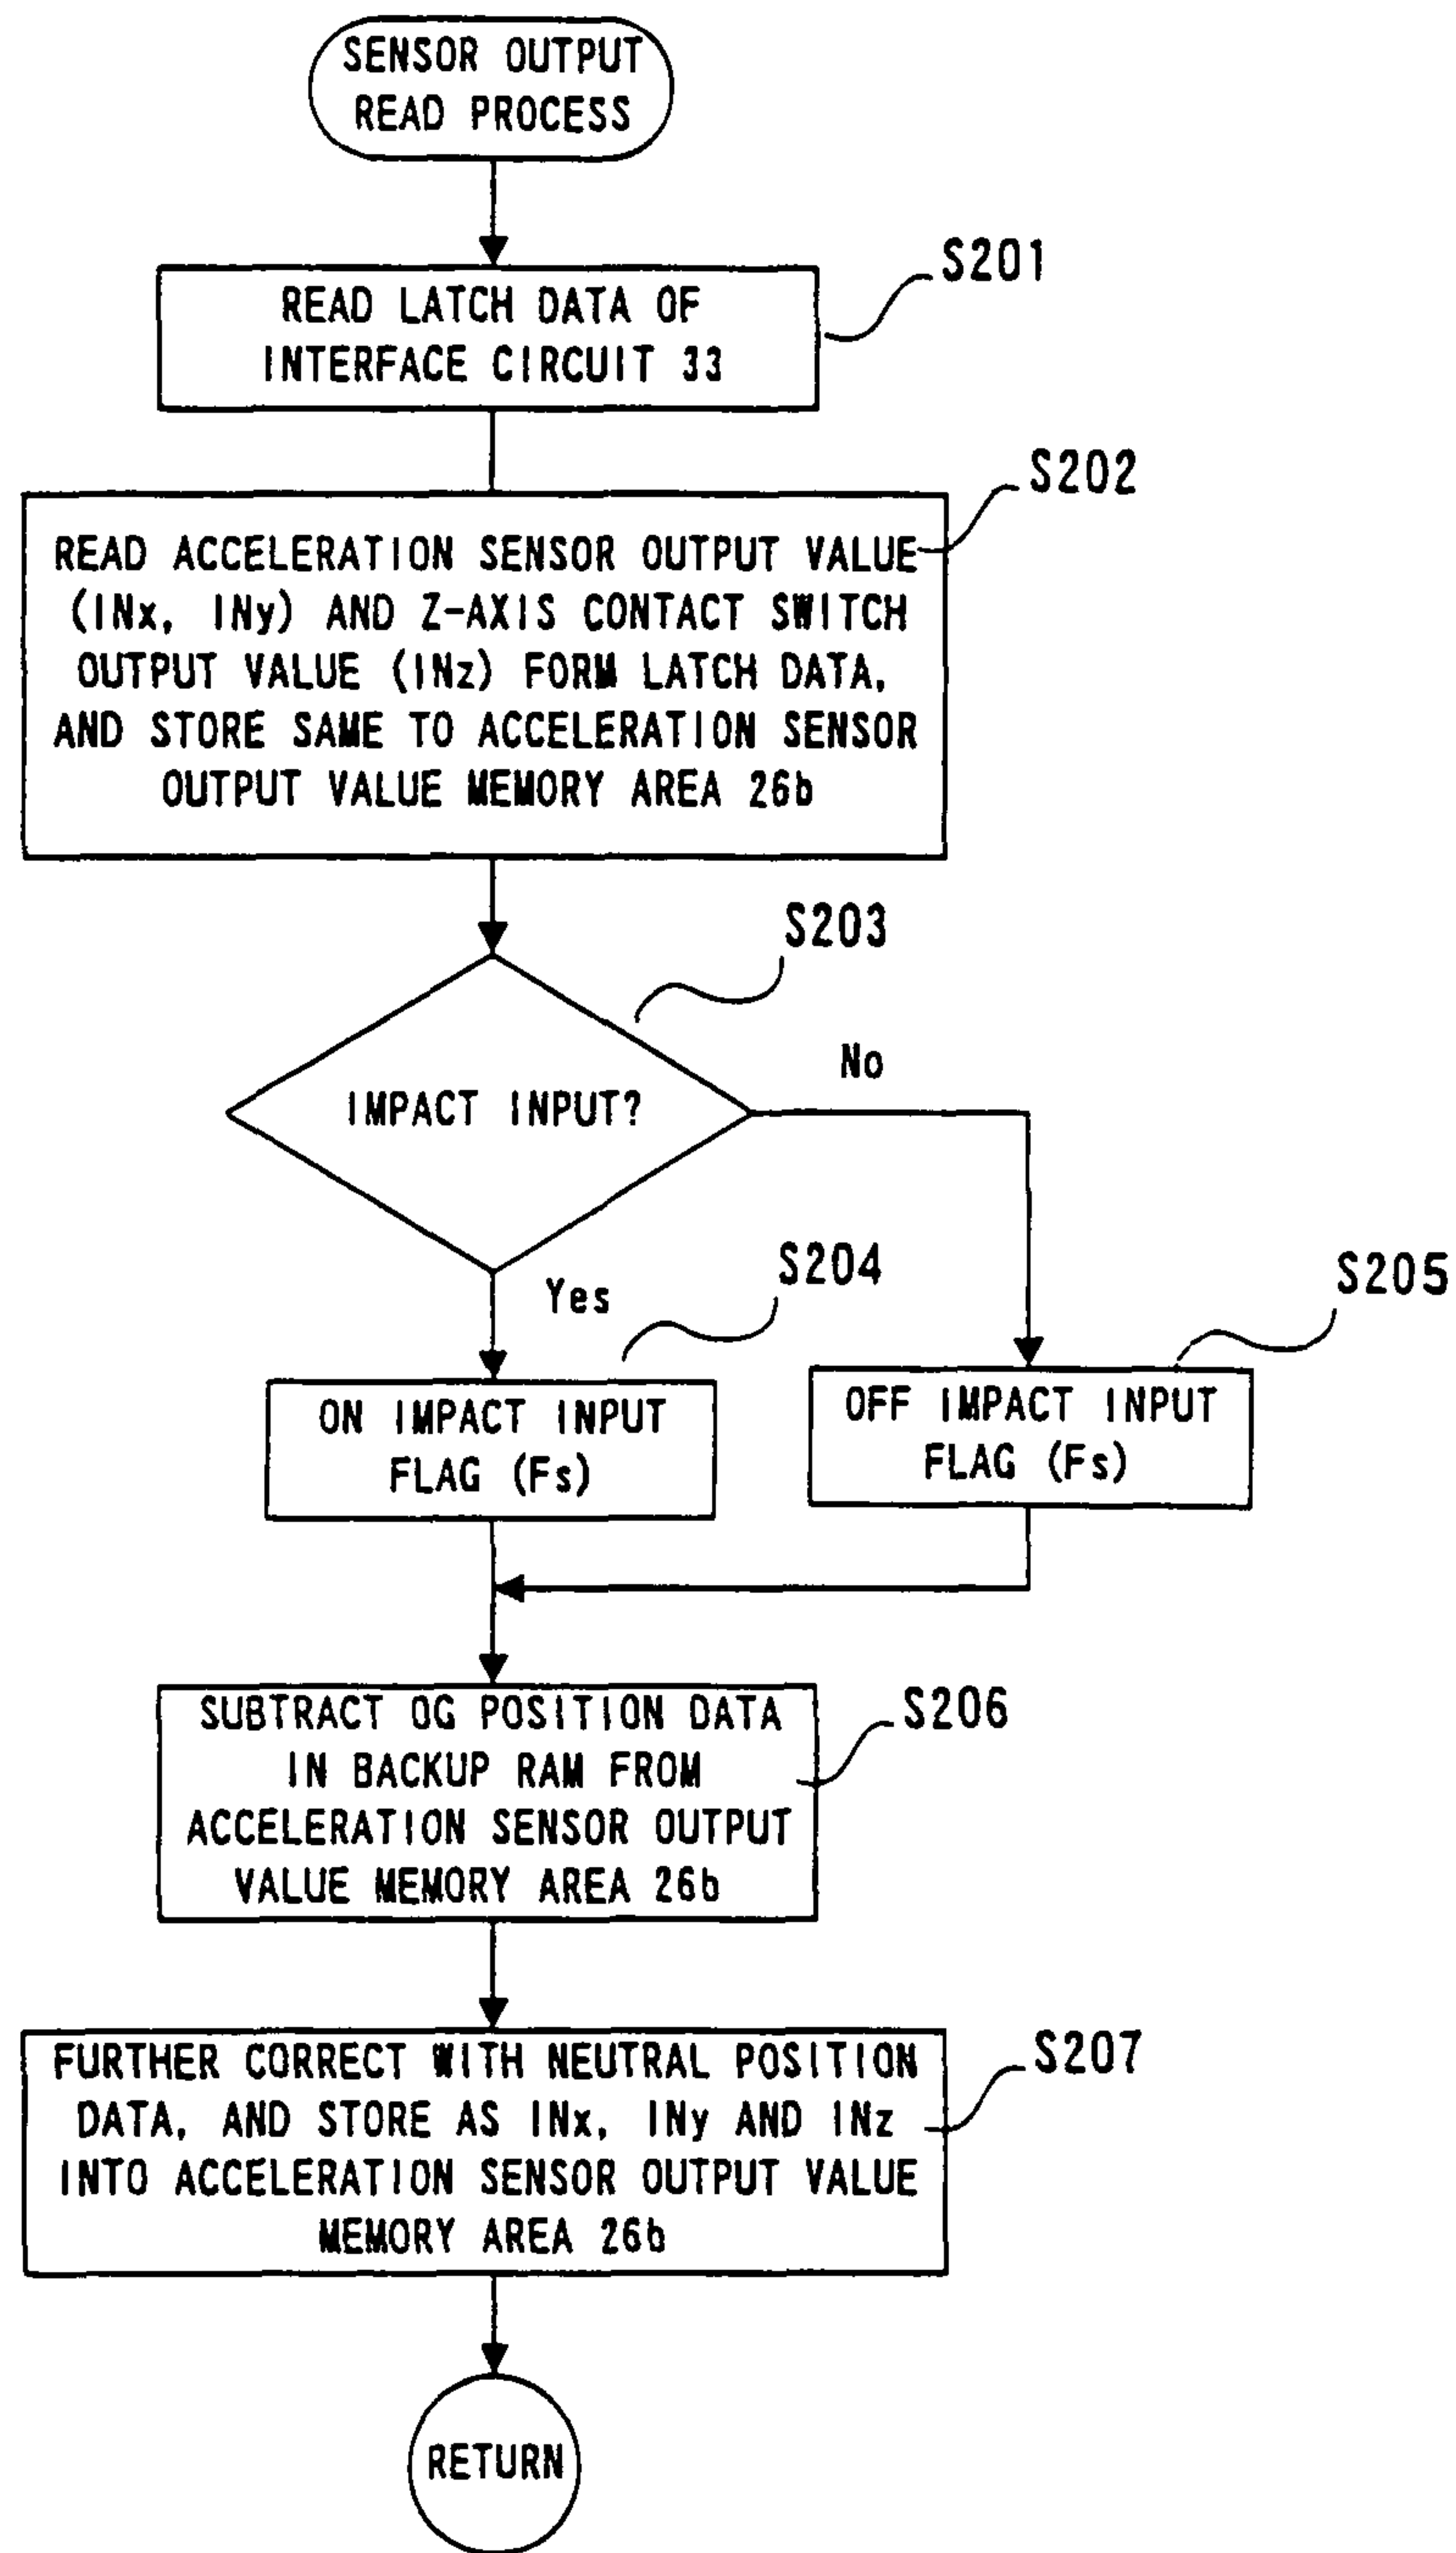 SENSOR OUTPUT
READ PROCESS
S201
READ LATCH DATA OF
INTERFACE CIRCUIT 33
S202
READ ACCELERATION SENSOR OUTPUT VALUE
(INx, INy) AND Z-AXIS CONTACT SWITCH
OUTPUT VALUE (INz) FORM LATCH DATA,
AND STORE SAME TO ACCELERATION SENSOR
OUTPUT VALUE MEMORY AREA 26b
S203
IMPACT INPUT?
No
Yes
S204
ON IMPACT INPUT
FLAG (Fs)
S205
OFF IMPACT INPUT
FLAG (Fs)
S206
SUBTRACT 0G POSITION DATA
IN BACKUP RAM FROM
ACCELERATION SENSOR OUTPUT
VALUE MEMORY AREA 26b
S207
FURTHER CORRECT WITH NEUTRAL POSITION
DATA, AND STORE AS INx, INy AND INz
INTO ACCELERATION SENSOR OUTPUT VALUE
MEMORY AREA 26b
RETURN